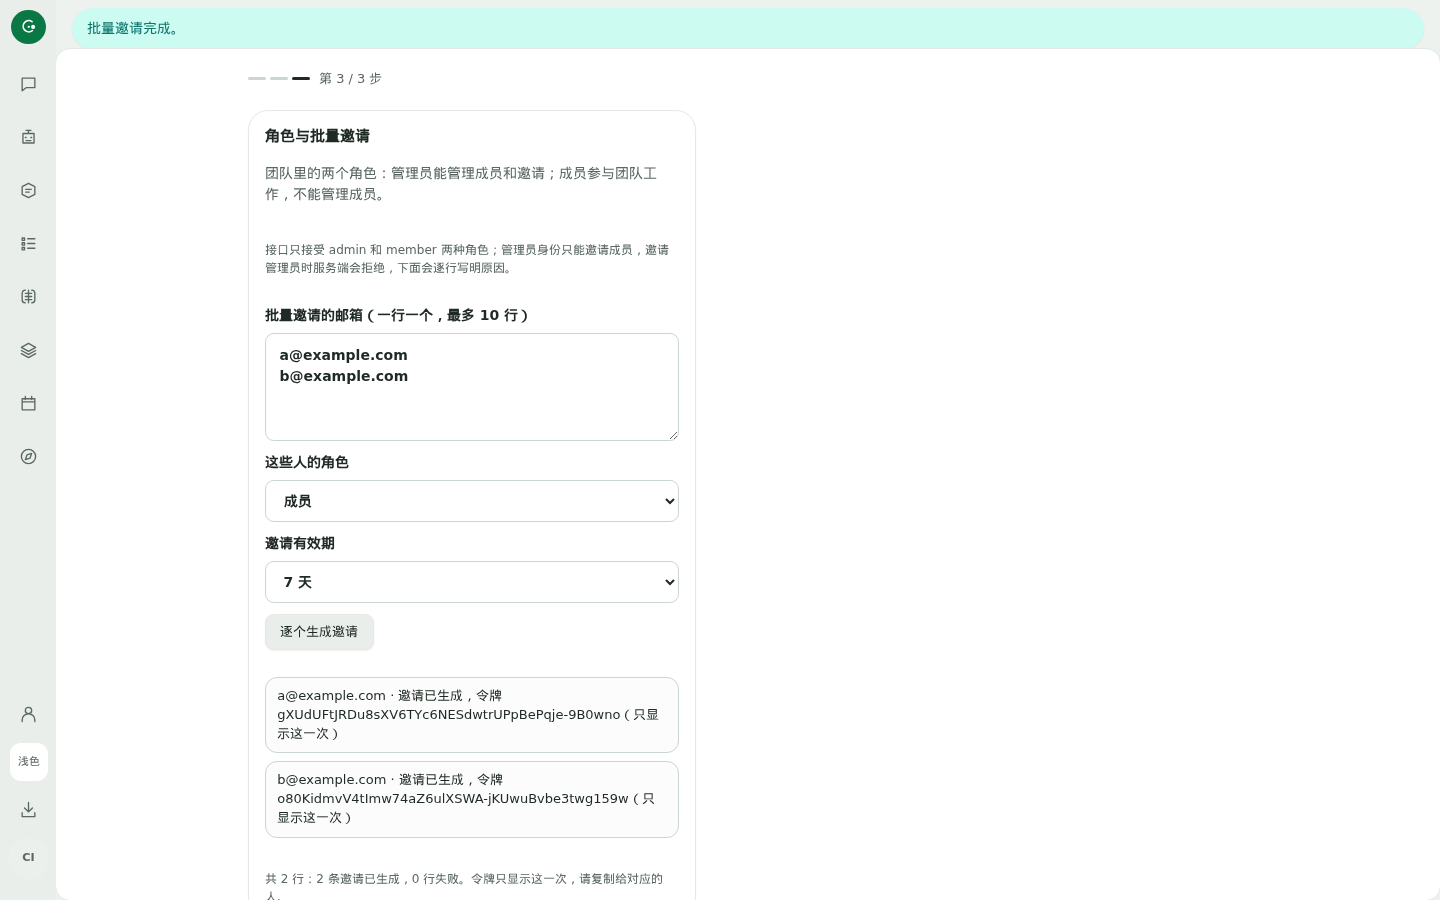 批量邀请完成。
第 3 / 3 步
角色与批量邀请
团队里的两个角色：管理员能管理成员和邀请；成员参与团队工
作，不能管理成员。
接口只接受 admin 和 member 两种角色；管理员身份只能邀请成员，邀请
管理员时服务端会拒绝，下面会逐行写明原因。
批量邀请的邮箱（一行一个，最多 10 行）
a@example.com
b@example.com
这些人的角色
成员
邀请有效期
7 天
逐个生成邀请
a@example.com · 邀请已生成，令牌
gXUdUFtJRDu8sXV6TYc6NESdwtrUPpBePqje-9B0wno（只显
示这一次）
b@example.com · 邀请已生成，令牌
o80KidmvV4tImw74aZ6ulXSWA-jKUwuBvbe3twg159w（只
显示这一次）
共 2 行：2 条邀请已生成，0 行失败。令牌只显示这一次，请复制给对应的
人。
浅色
CI